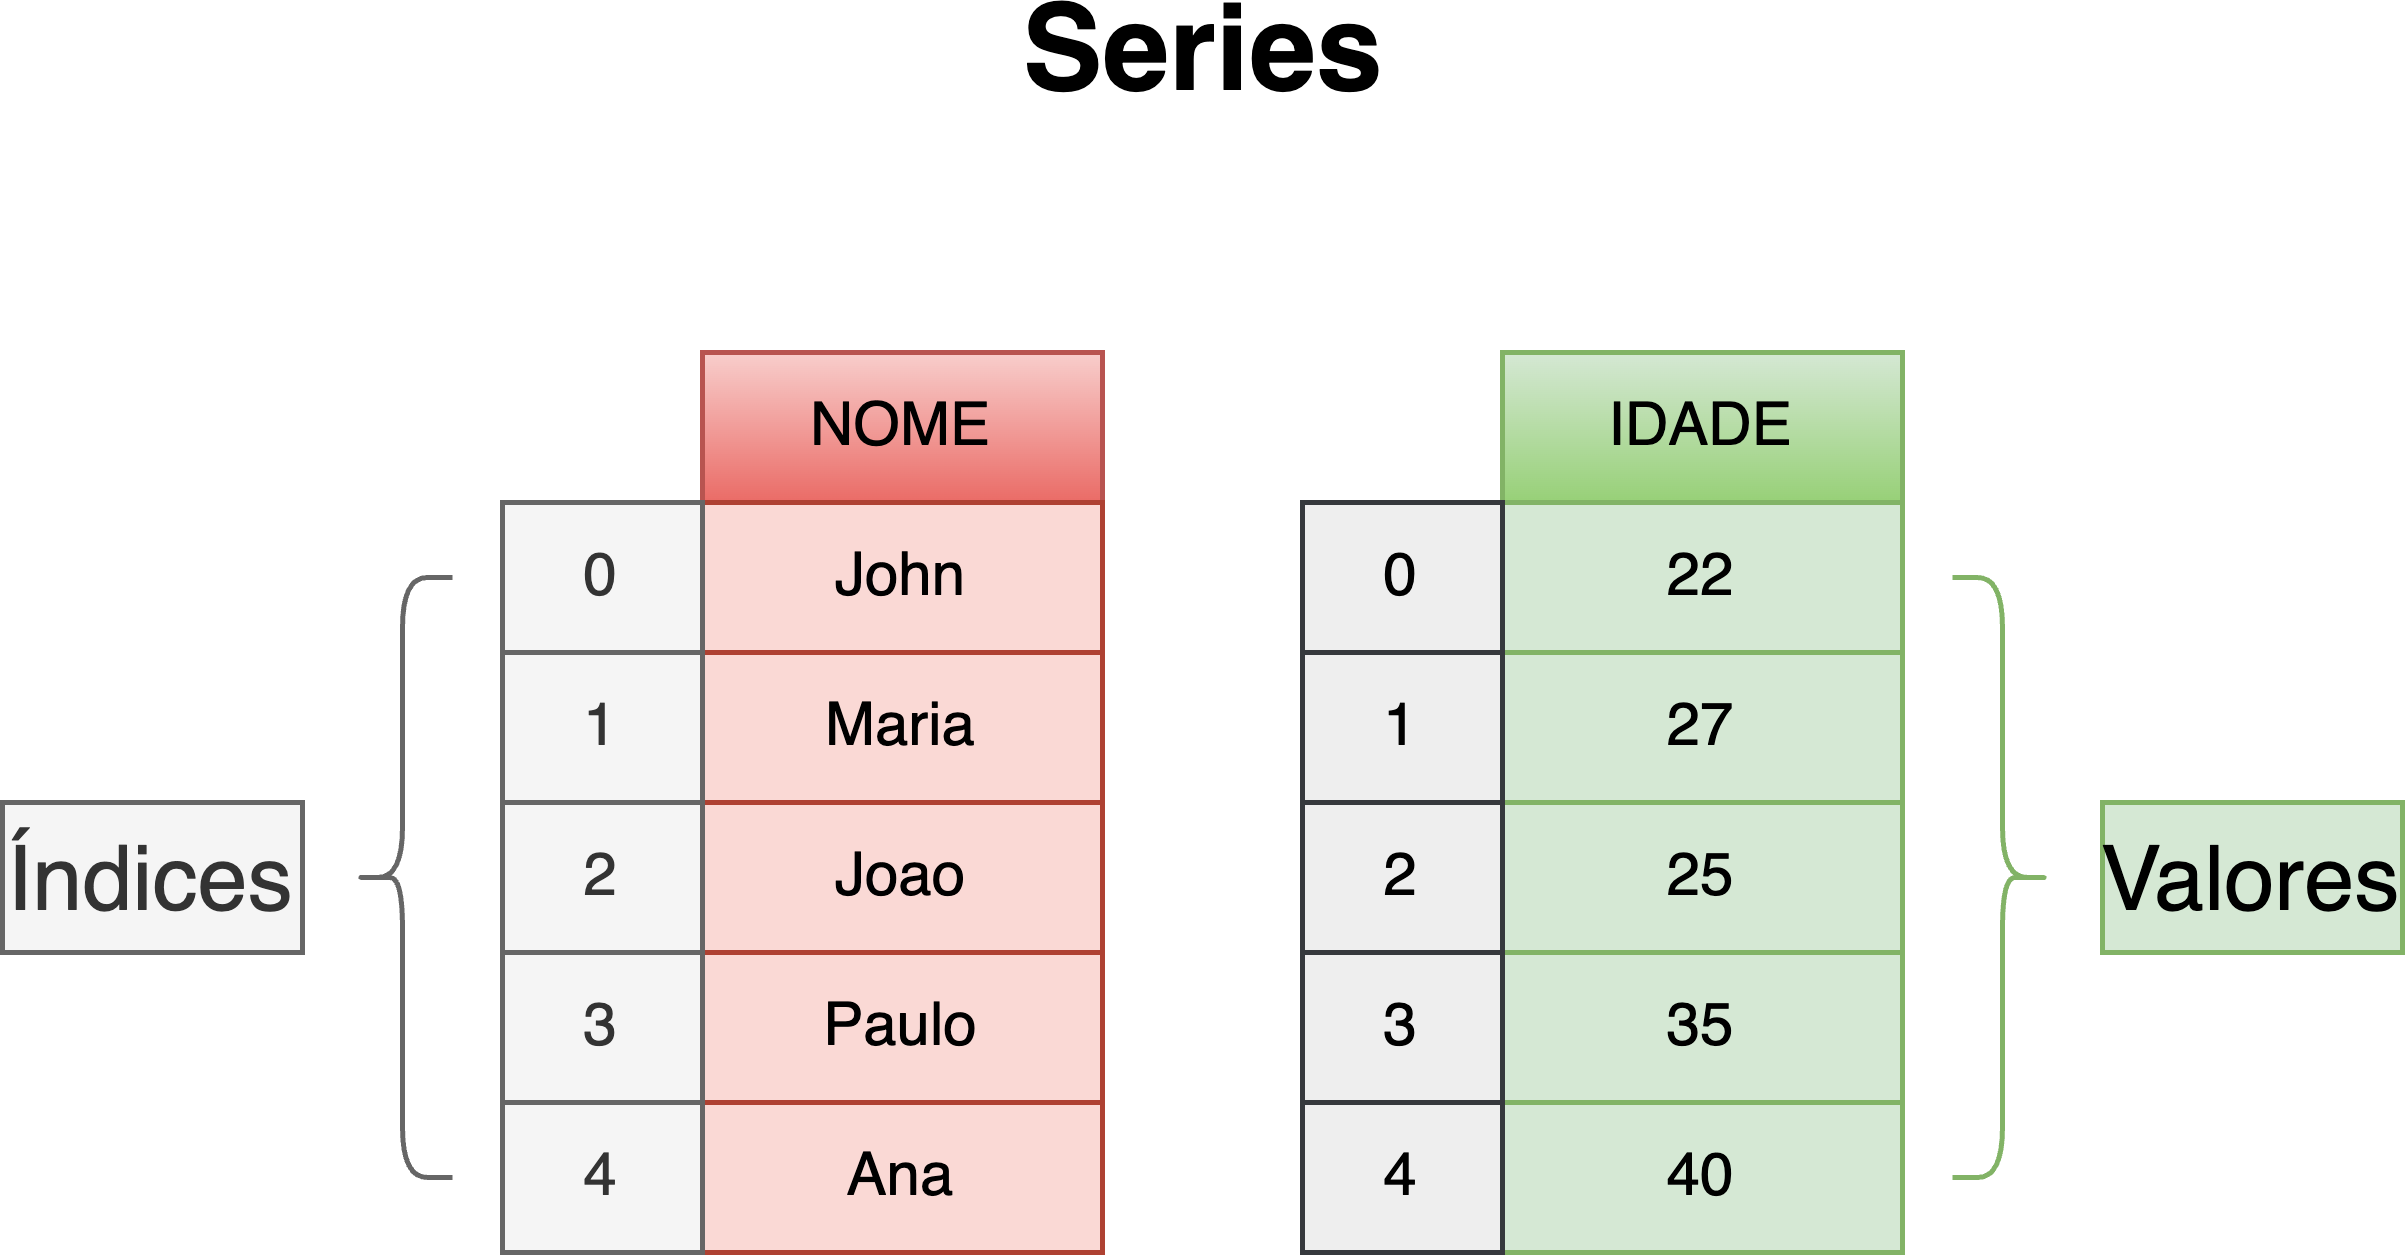 Series
NOME
0 John
1 Maria
2 Joao
3 Paulo
4 Ana
IDADE
0 22
1 27
2 25
3 35
4 40
Índices
Valores